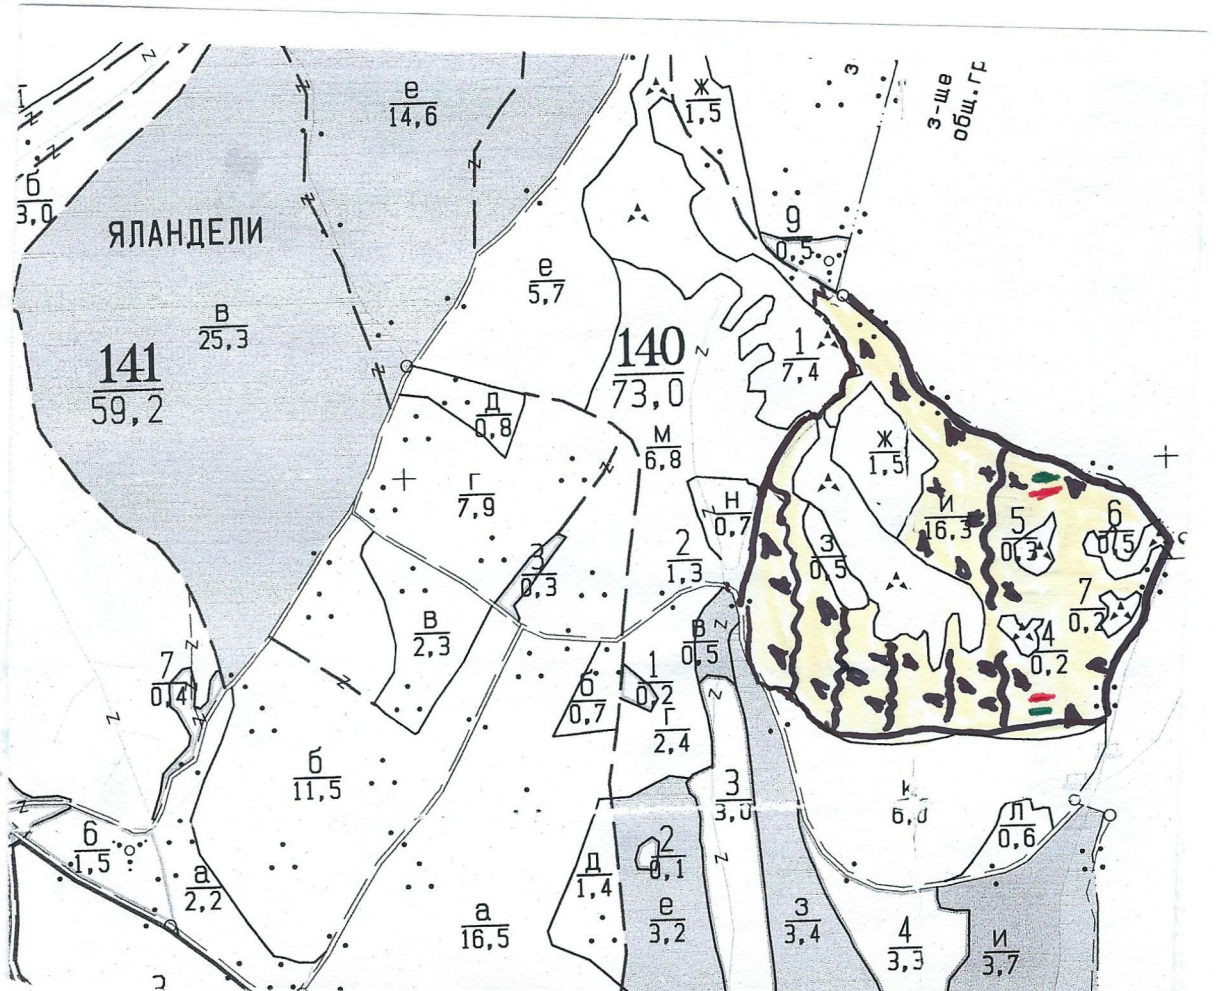 е
14,6
ж
1,5
з-ще
общ.гр
б
3,0
ЯЛАНДЕЛИ
9
0,5
е
5,7
в
25,3
141
59,2
140
73,0
1
7,4
д
0,8
м
6,8
ж
1,5
г
7,9
н
0,7
и
16,3
5
0,3
6
0,5
3
0,3
2
1,3
з
0,5
7
0,2
в
2,3
в
0,5
4
0,2
7
0,4
б
0,7
1
0,2
г
2,4
б
11,5
3
3,0
к
6,0
л
0,6
6
1,5
а
2,2
2
0,1
д
1,4
а
16,5
е
3,2
з
3,4
4
3,3
и
3,7